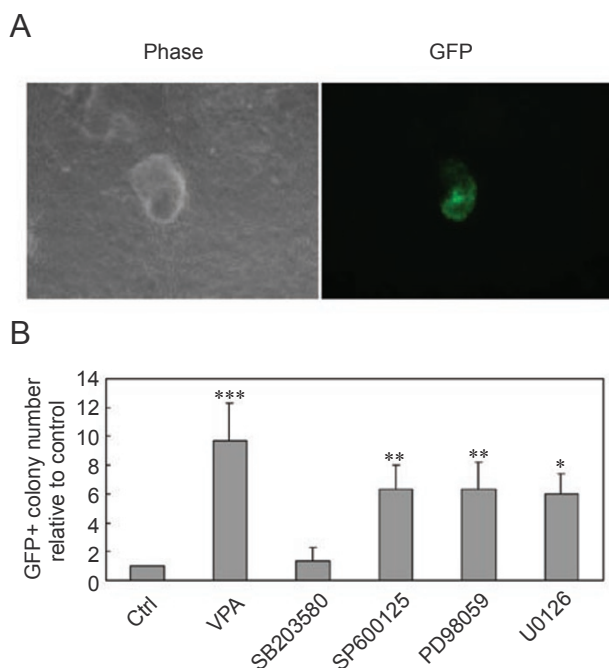 A
Phase
GFP
B
GFP+ colony number
relative to control
14
12
10
8
6
4
2
0
***
**
**
*
Ctrl
VPA
SB203580
SP600125
PD98059
U0126